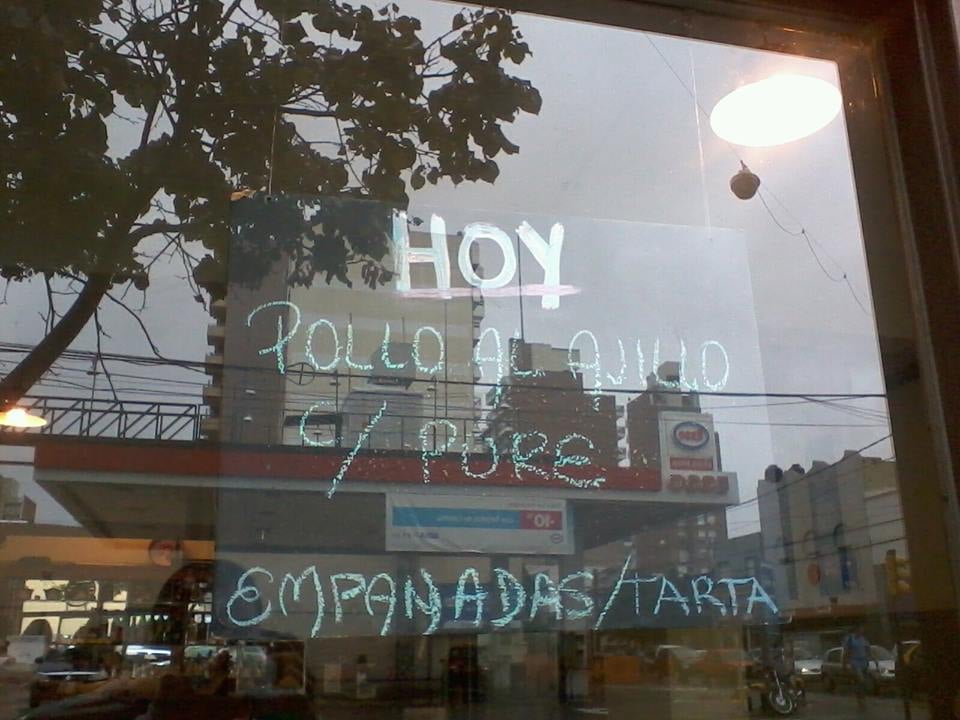 HOY
POLLO AL AJILLO
C/ PURE
EMPANADAS/TARTA